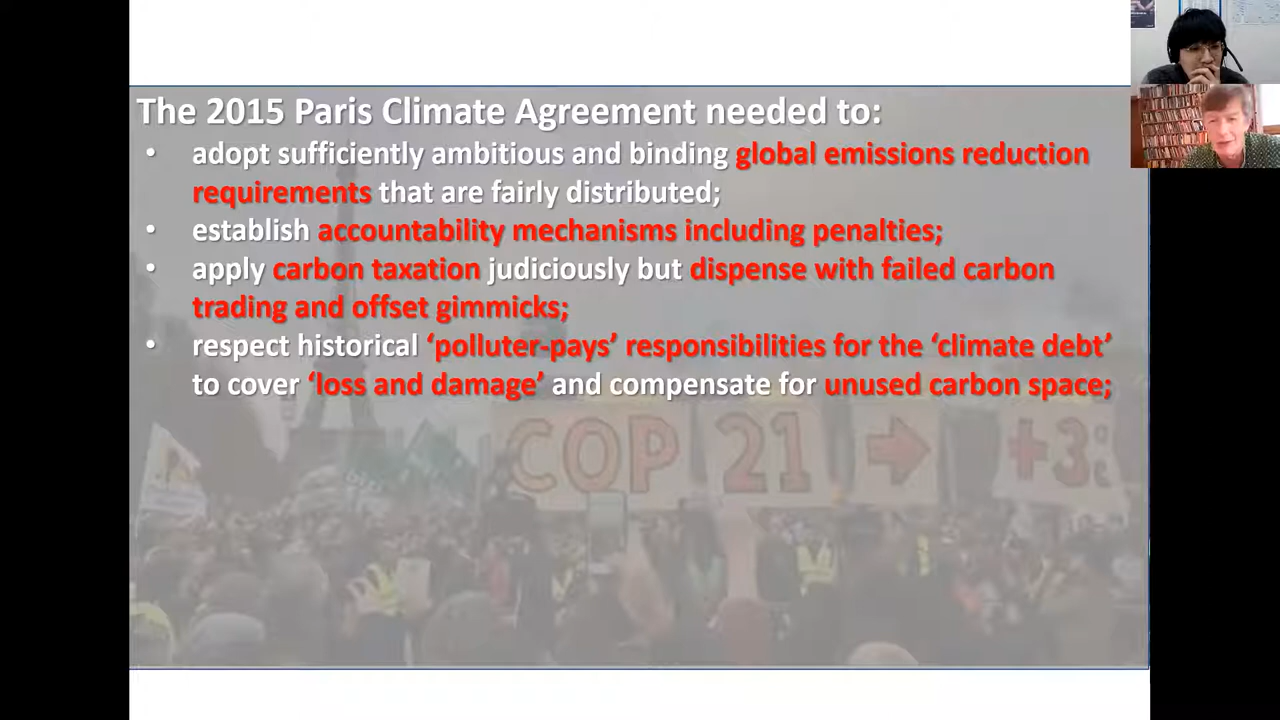 The 2015 Paris Climate Agreement needed to:
• adopt sufficiently ambitious and binding global emissions reduction
requirements that are fairly distributed;
• establish accountability mechanisms including penalties;
• apply carbon taxation judiciously but dispense with failed carbon
trading and offset gimmicks;
• respect historical ‘polluter-pays’ responsibilities for the ‘climate debt’
to cover ‘loss and damage’ and compensate for unused carbon space;
COP 21 → +3